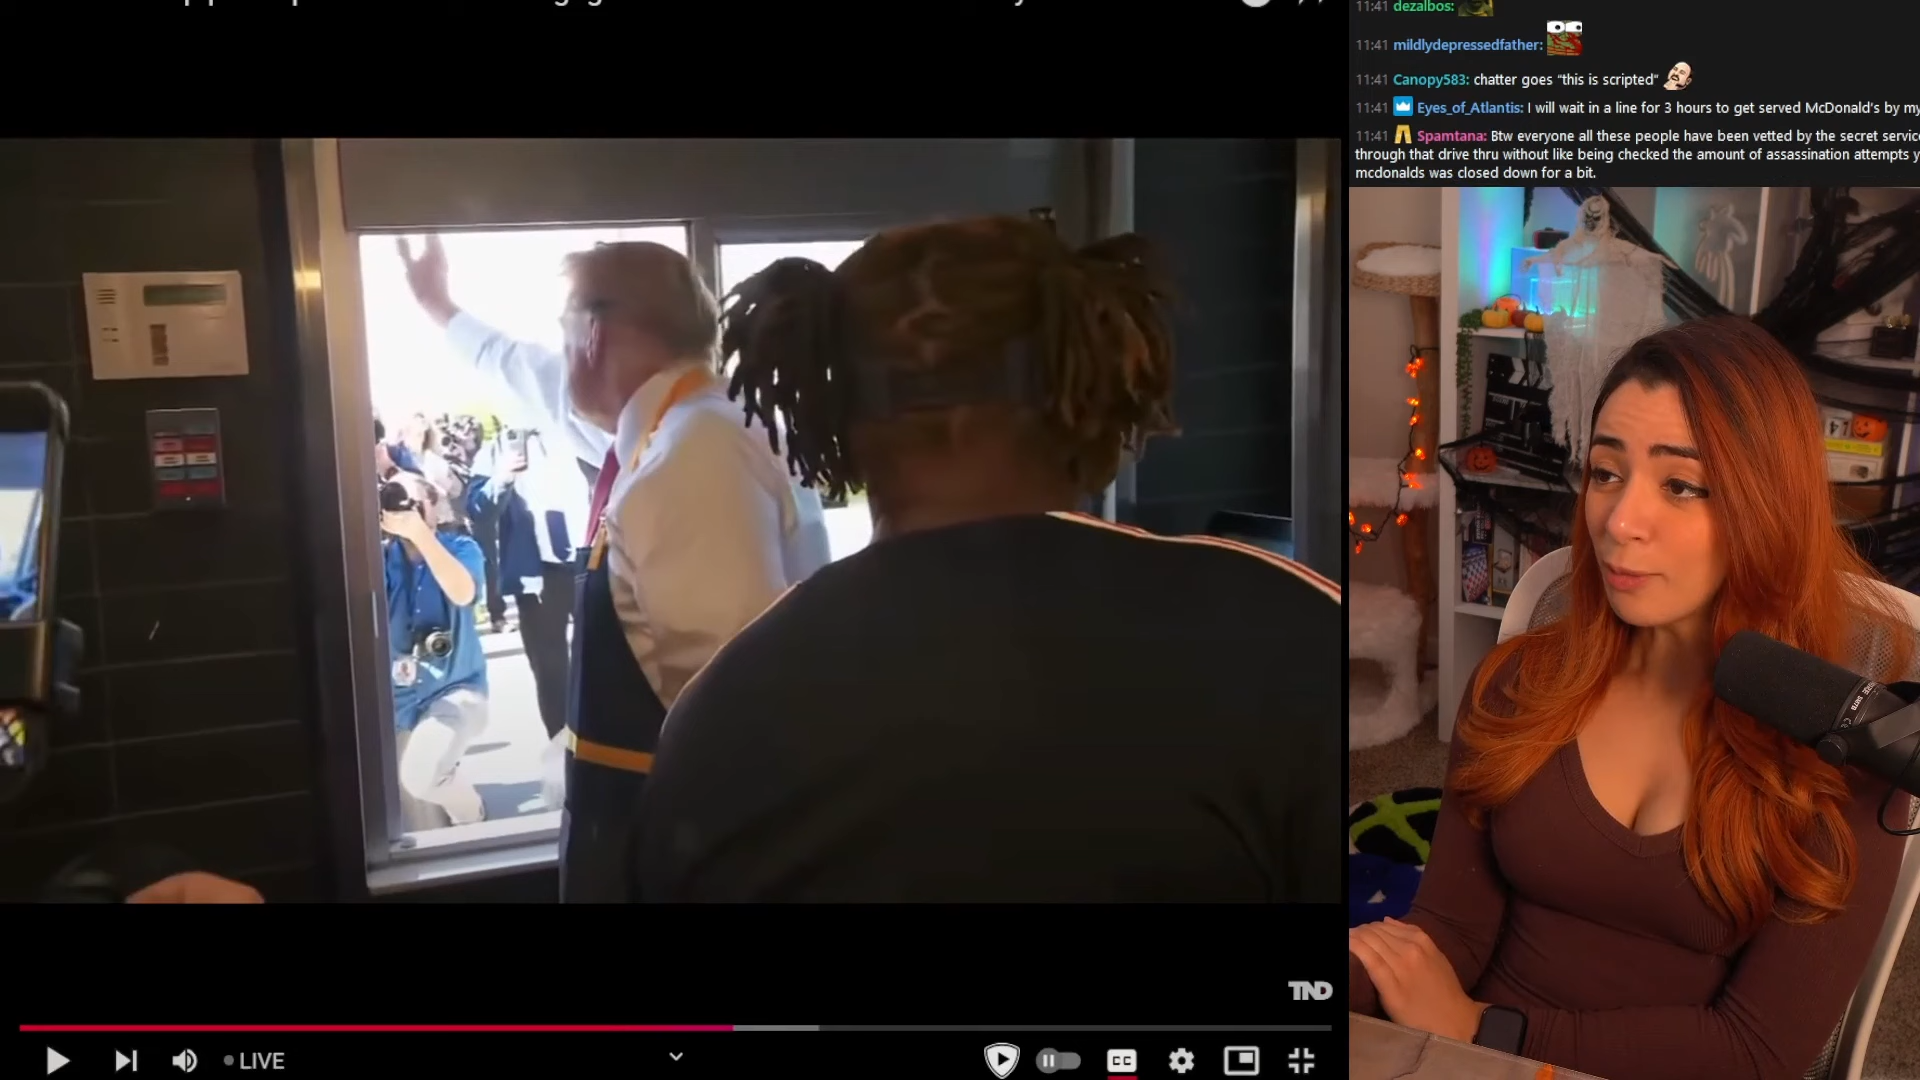 11:41 dezalbos:
11:41 mildlydepressedfather:
11:41 Canopy583: chatter goes “this is scripted”
11:41 Eyes_of_Atlantis: I will wait in a line for 3 hours to get served McDonald's by my
11:41 Spamtana: Btw everyone all these people have been vetted by the secret servic
through that drive thru without like being checked the amount of assassination attempts y
mcdonalds was closed down for a bit.
TND
LIVE
CC